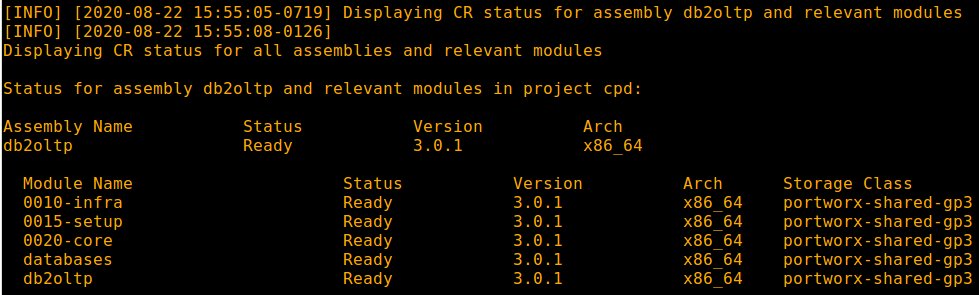 [INFO] [2020-08-22 15:55:05-0719] Displaying CR status for assembly db2oltp and relevant modules
[INFO] [2020-08-22 15:55:08-0126]
Displaying CR status for all assemblies and relevant modules
Status for assembly db2oltp and relevant modules in project cpd:
Assembly Name Status Version Arch
db2oltp Ready 3.0.1 x86_64
Module Name Status Version Arch Storage Class
0010-infra Ready 3.0.1 x86_64 portworx-shared-gp3
0015-setup Ready 3.0.1 x86_64 portworx-shared-gp3
0020-core Ready 3.0.1 x86_64 portworx-shared-gp3
databases Ready 3.0.1 x86_64 portworx-shared-gp3
db2oltp Ready 3.0.1 x86_64 portworx-shared-gp3